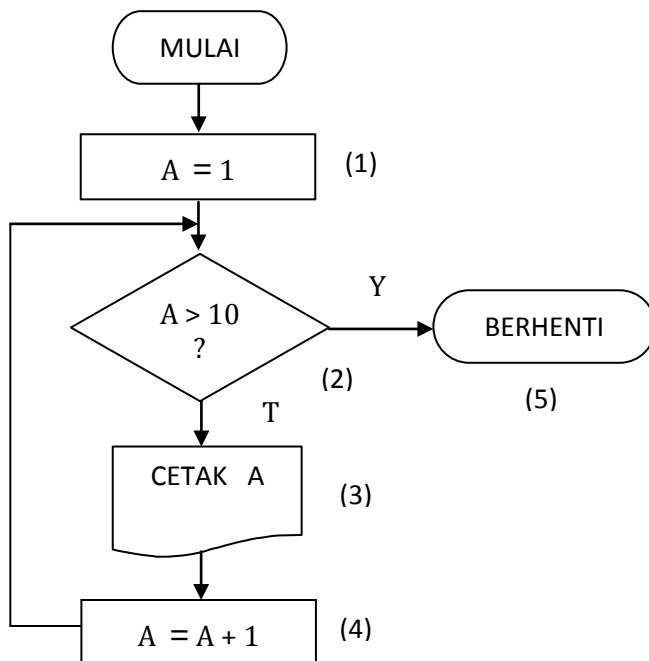 MULAI
A = 1
(1)
A > 10
?
Y
(2)
T
BERHENTI
(5)
CETAK A
(3)
A = A + 1
(4)